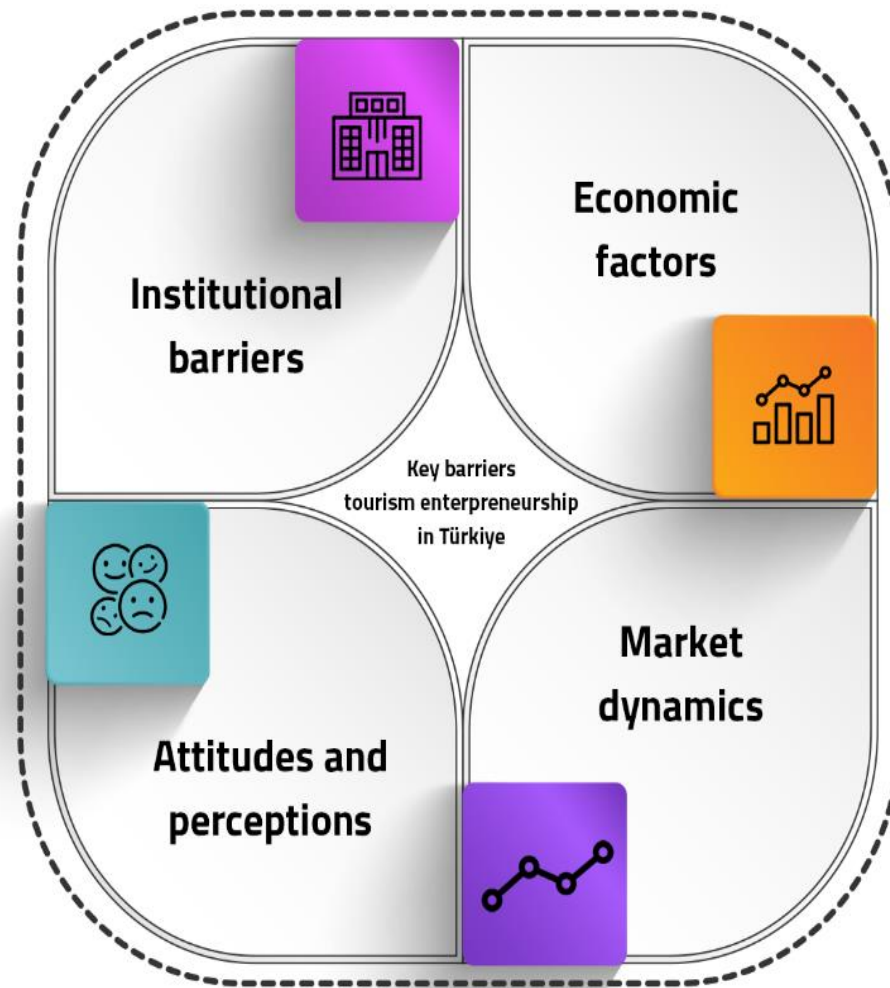 Institutional
barriers
Economic
factors
Key barriers
tourism enterpreneurship
in Türkiye
Attitudes and
perceptions
Market
dynamics